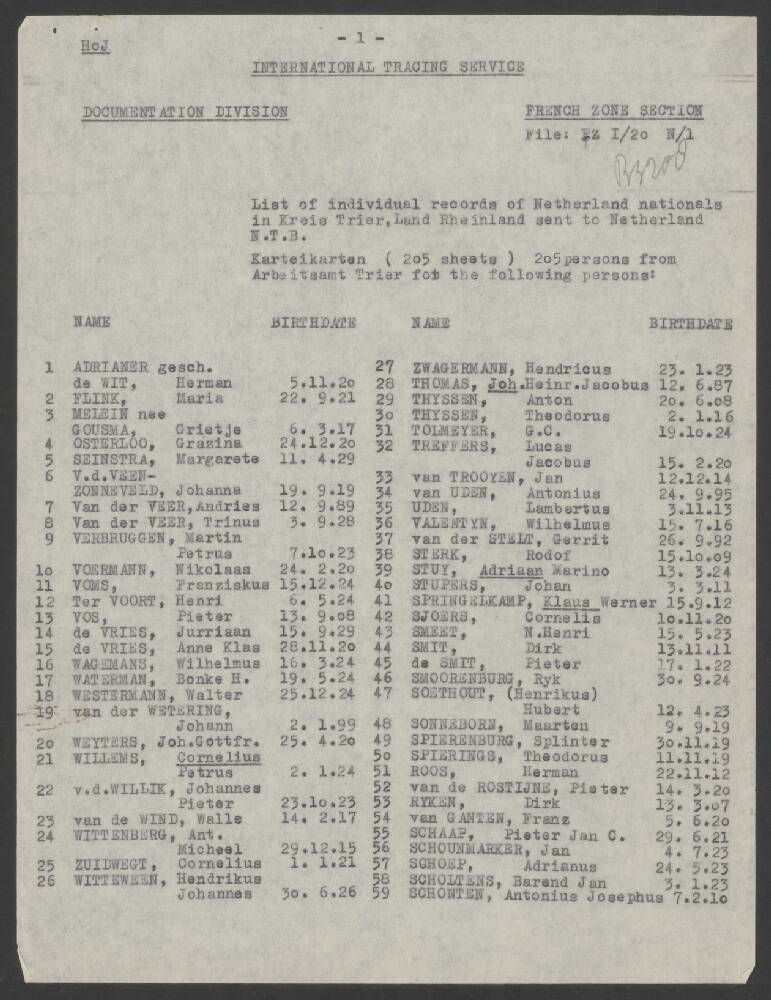 HoJ
- 1 -
INTERNATIONAL TRACING SERVICE
DOCUMENTATION DIVISION
FRENCH ZONE SECTION
File: FZ I/2o N/1
List of individual records of Netherland nationals
in Kreis Trier,Land Rheinland sent to Netherland
N.T.B.
Karteikarten ( 2o5 sheets ) 2o5persons from
Arbeitsamt Trier for the following persons:
NAME BIRTHDATE
1 ADRIANER gesch.
de WIT, Herman 5.11.2o
2 FLINK, Maria 22. 9.21
3 MELEIN nee
GOUSMA, Grietje 6. 3.17
4 OSTERLOO, Grazina 24.12.2o
5 SEINSTRA, Margarete 11. 4.29
6 V.d.VEEN-
ZONNEVELD, Johanna 19. 9.19
7 Van der VEER,Andries 12. 9.89
8 Van der VEER, Trinus 3. 9.28
9 VERBRUGGEN, Martin
Petrus 7.1o.23
1o VOERMANN, Nikolaas 24. 2.2o
11 VOMS, Franziskus 15.12.24
12 Ter VOORT, Henri 6. 5.24
13 VOS, Pieter 13. 9.o8
14 de VRIES, Jurriaan 15. 9.29
15 de VRIES, Anne Klas 28.11.2o
16 WAGEMANS, Wilhelmus 16. 3.24
17 WATERMAN, Bonke H. 19. 5.24
18 WESTERMANN, Walter 25.12.24
19 van der WETERING,
Johann 2. 1.99
2o WEYTERS, Joh.Gottfr. 25. 4.2o
21 WILLEMS, Cornelius
Petrus 2. 1.24
22 v.d.WILLIK, Johannes
Pieter 23.1o.23
23 van de WIND, Walle 14. 2.17
24 WITTENBERG, Ant.
Micheel 29.12.15
25 ZUIDWEGT, Cornelius 1. 1.21
26 WITTEWEEN, Hendrikus
Johannes 3o. 6.26
NAME BIRTHDATE
27 ZWAGERMANN, Hendricus 23. 1.23
28 THOMAS, Joh.Heinr.Jacobus 12. 6.87
29 THYSSEN, Anton 2o. 6.o8
3o THYSSEN, Theodorus 2. 1.16
31 TOLMEYER, G.C. 19.1o.24
32 TREFFERS, Lucas
Jacobus 15. 2.2o
33 van TROOYEN, Jan 12.12.14
34 van UDEN, Antonius 24. 9.95
35 UDEN, Lambertus 3.11.13
36 VALENTYN, Wilhelmus 15. 7.16
37 van der STELT, Gerrit 26. 9.92
38 STERK, Rodof 15.1o.o9
39 STUY, Adriaan Marino 13. 3.24
4o STUPERS, Johan 3. 3.11
41 SPRINGELKAMP, Klaus Werner 15.9.12
42 SJOERS, Cornelis 1o.11.2o
43 SMEET, N.Henri 15. 5.23
44 SMIT, Dirk 13.11.11
45 de SMIT, Pieter 17. 1.22
46 SMOORENBURG, Ryk 3o. 9.24
47 SOETHOUT, (Henrikus)
Hubert 12. 4.23
48 SONNEBORN, Maarten 9. 9.19
49 SPIERENBURG, Splinter 3o.11.19
5o SPIERINGS, Theodorus 11.11.19
51 ROOS, Herman 22.11.12
52 van de ROSTIJNE, Pieter 14. 3.2o
53 RYKEN, Dirk 13. 3.o7
54 van GANTEN, Franz 5. 6.2o
55 SCHAAP, Pieter Jan C. 29. 6.21
56 SCHOUNMARKER, Jan 4. 7.23
57 SCHOEP, Adrianus 24. 5.23
58 SCHOLTENS, Barend Jan 3. 1.23
59 SCHONTEN, Antonius Josephus 7.2.1o